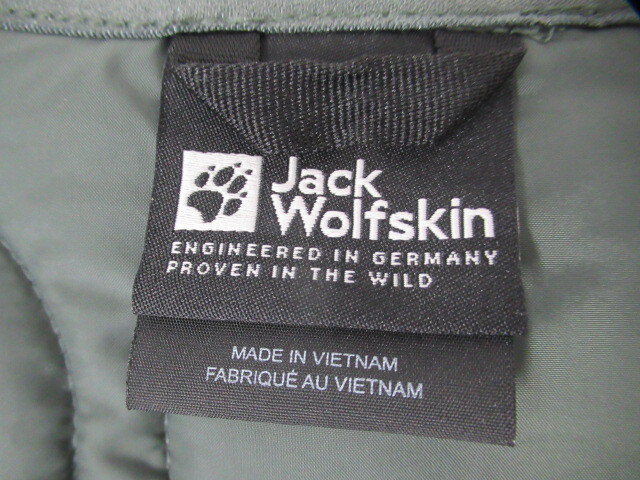 Jack
Wolfskin
ENGINEERED IN GERMANY
PROVEN IN THE WILD
MADE IN VIETNAM
FABRIQUÉ AU VIETNAM